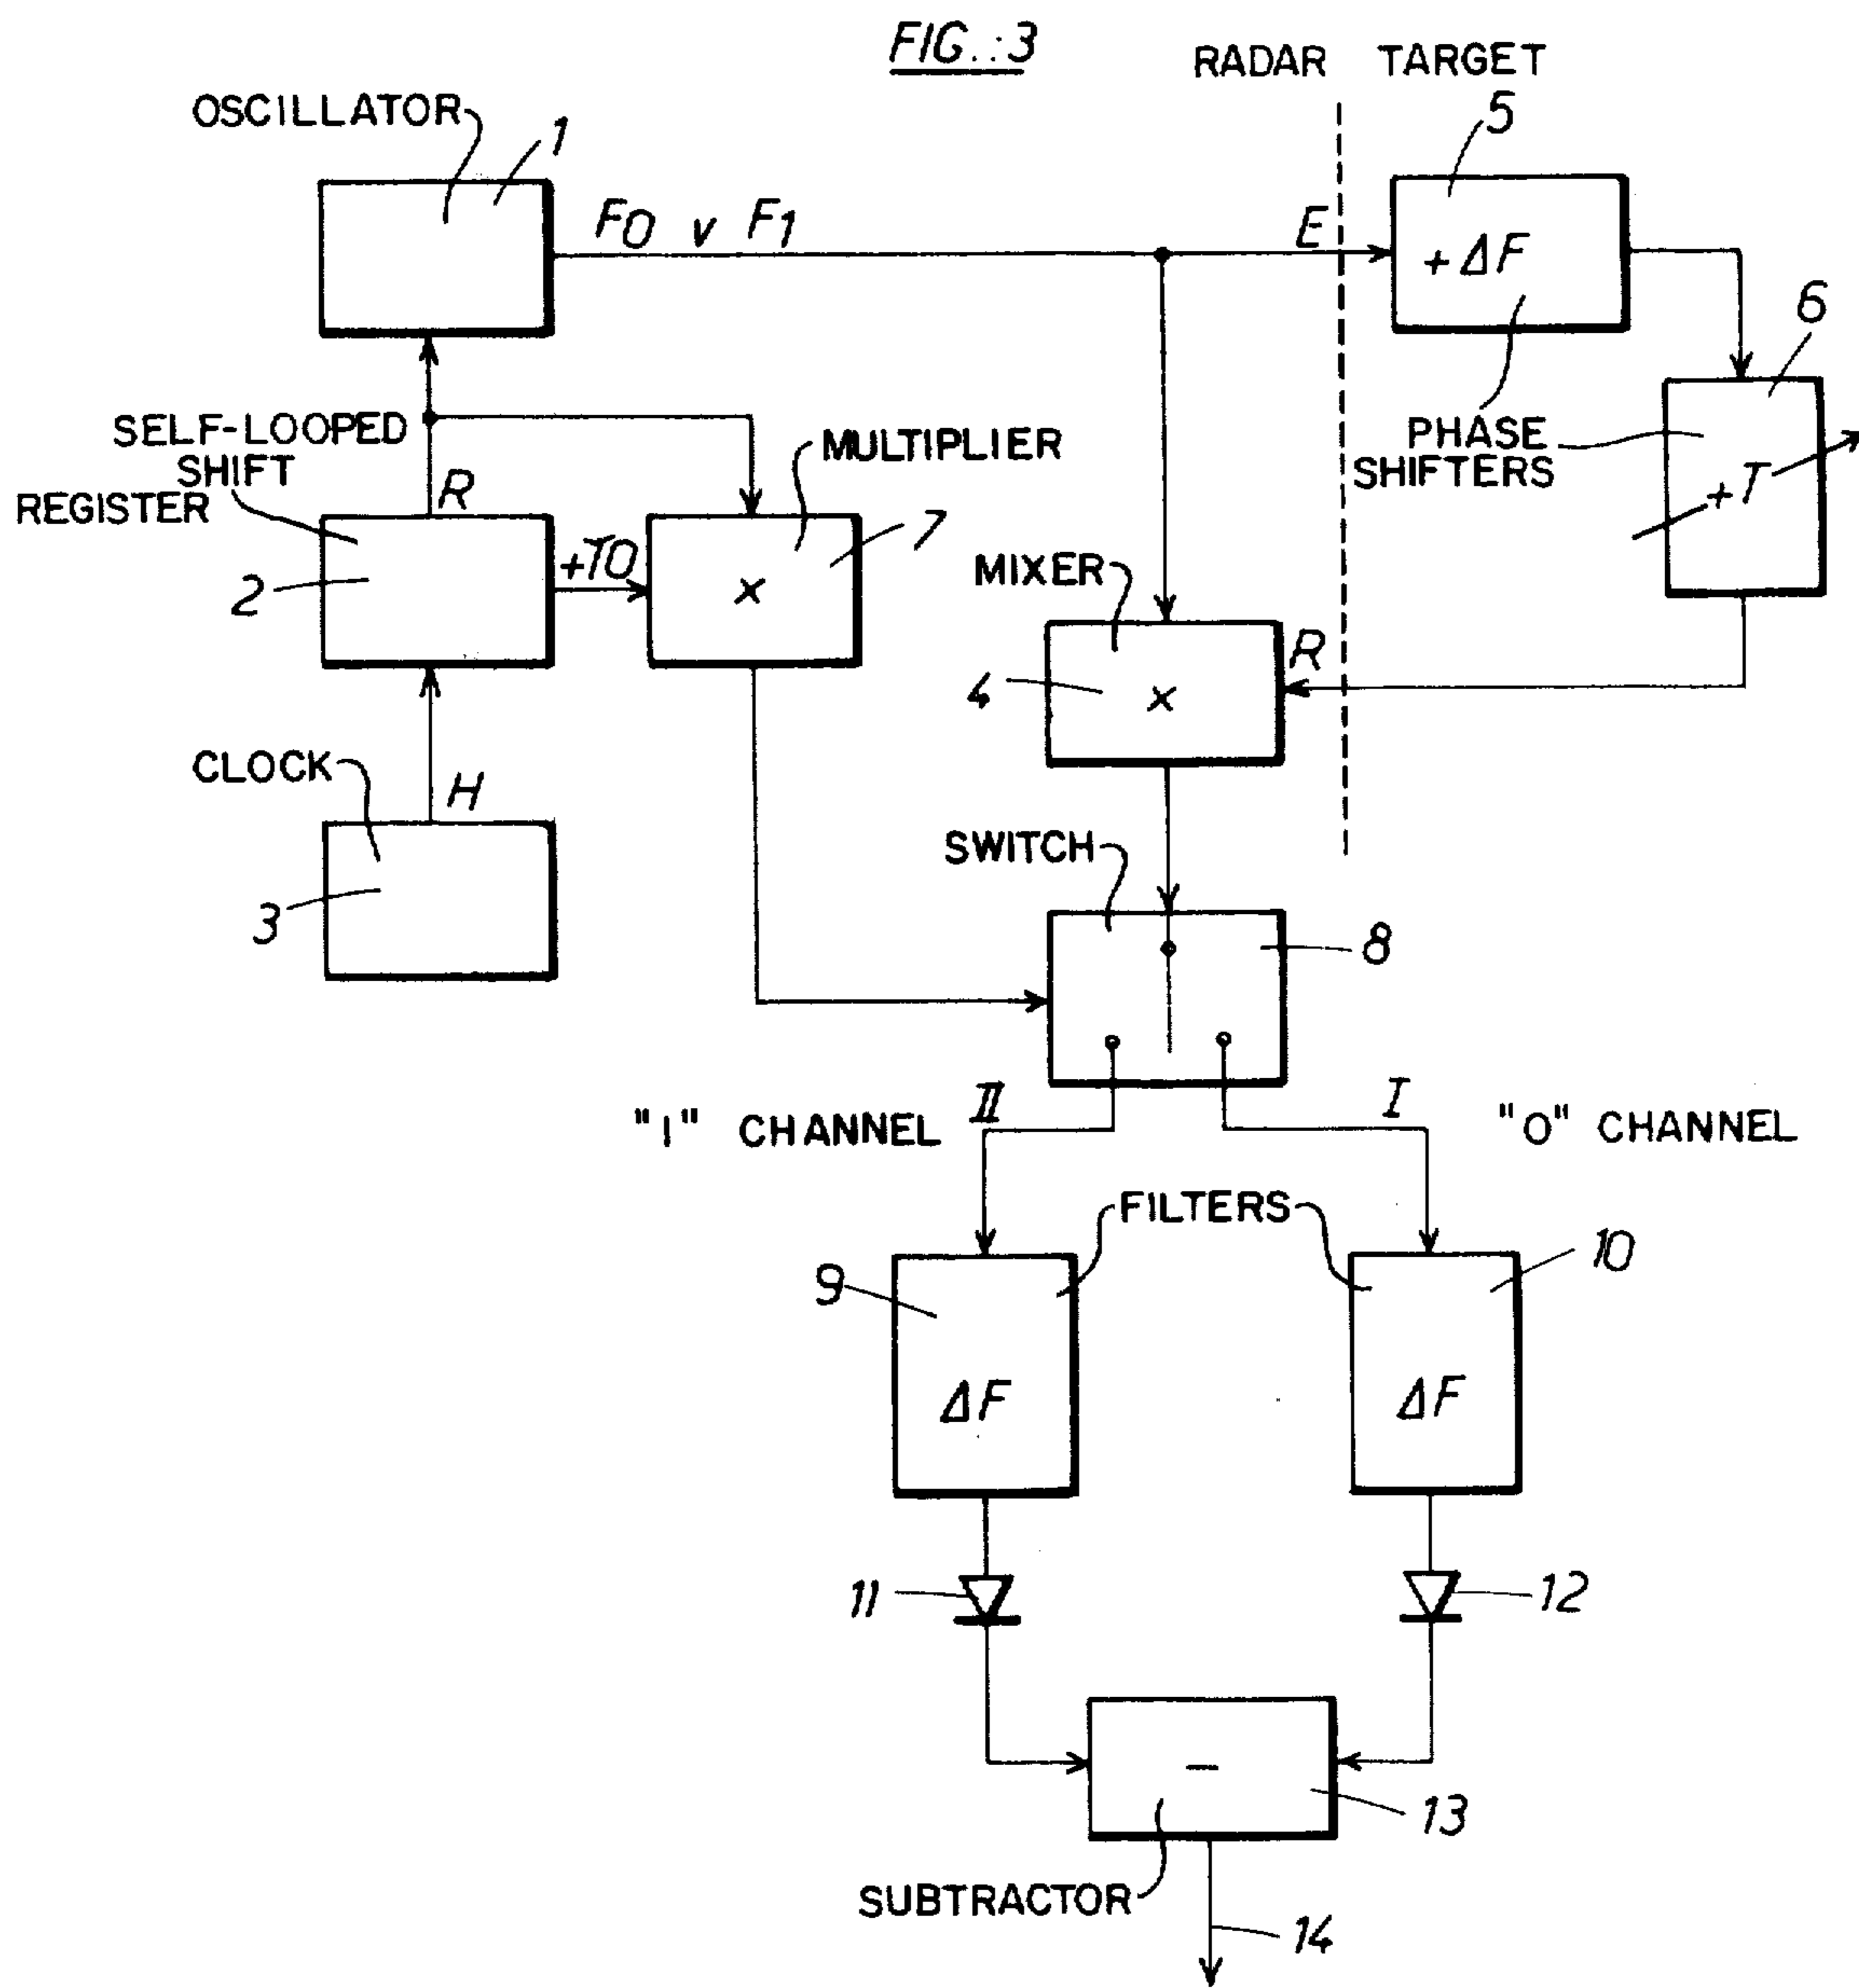 FIG.:3
RADAR TARGET
OSCILLATOR
1
5
F0 v F1
E
+ΔF
6
SELF-LOOPED
SHIFT
REGISTER
R
MULTIPLIER
PHASE
SHIFTERS
+T
7
+TO
MIXER
2
x
R
4
x
CLOCK
H
SWITCH
3
8
"1" CHANNEL
II
I
"0" CHANNEL
FILTERS
9
10
ΔF
ΔF
11
12
-
13
SUBTRACTOR
14